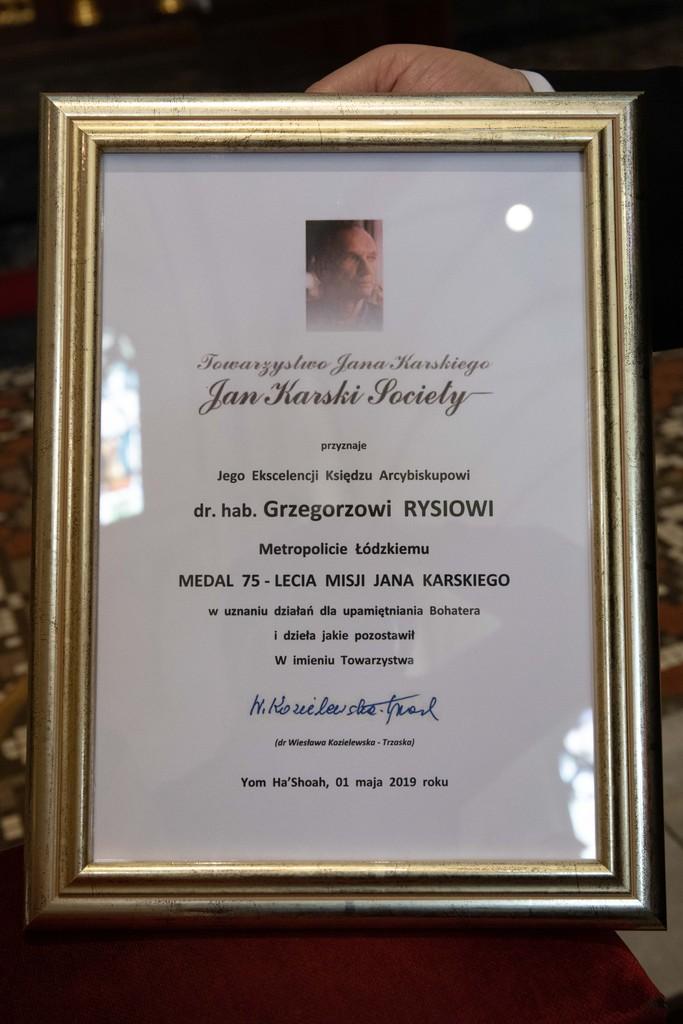 Towarzystwo Jana Karskiego
Jan Karski Society
przyznaje
Jego Ekscelencji Księdzu Arcybiskupowi
dr. hab. Grzegorzowi RYSIOWI
Metropolicie Łódzkiemu
MEDAL 75 - LECIA MISJI JANA KARSKIEGO
w uznaniu działań dla upamiętniania Bohatera
i dzieła jakie pozostawił
W imieniu Towarzystwa
W. Kozielewska-Trzask
(dr Wiesława Kozielewska - Trzaska)
Yom Ha'Shoah, 01 maja 2019 roku